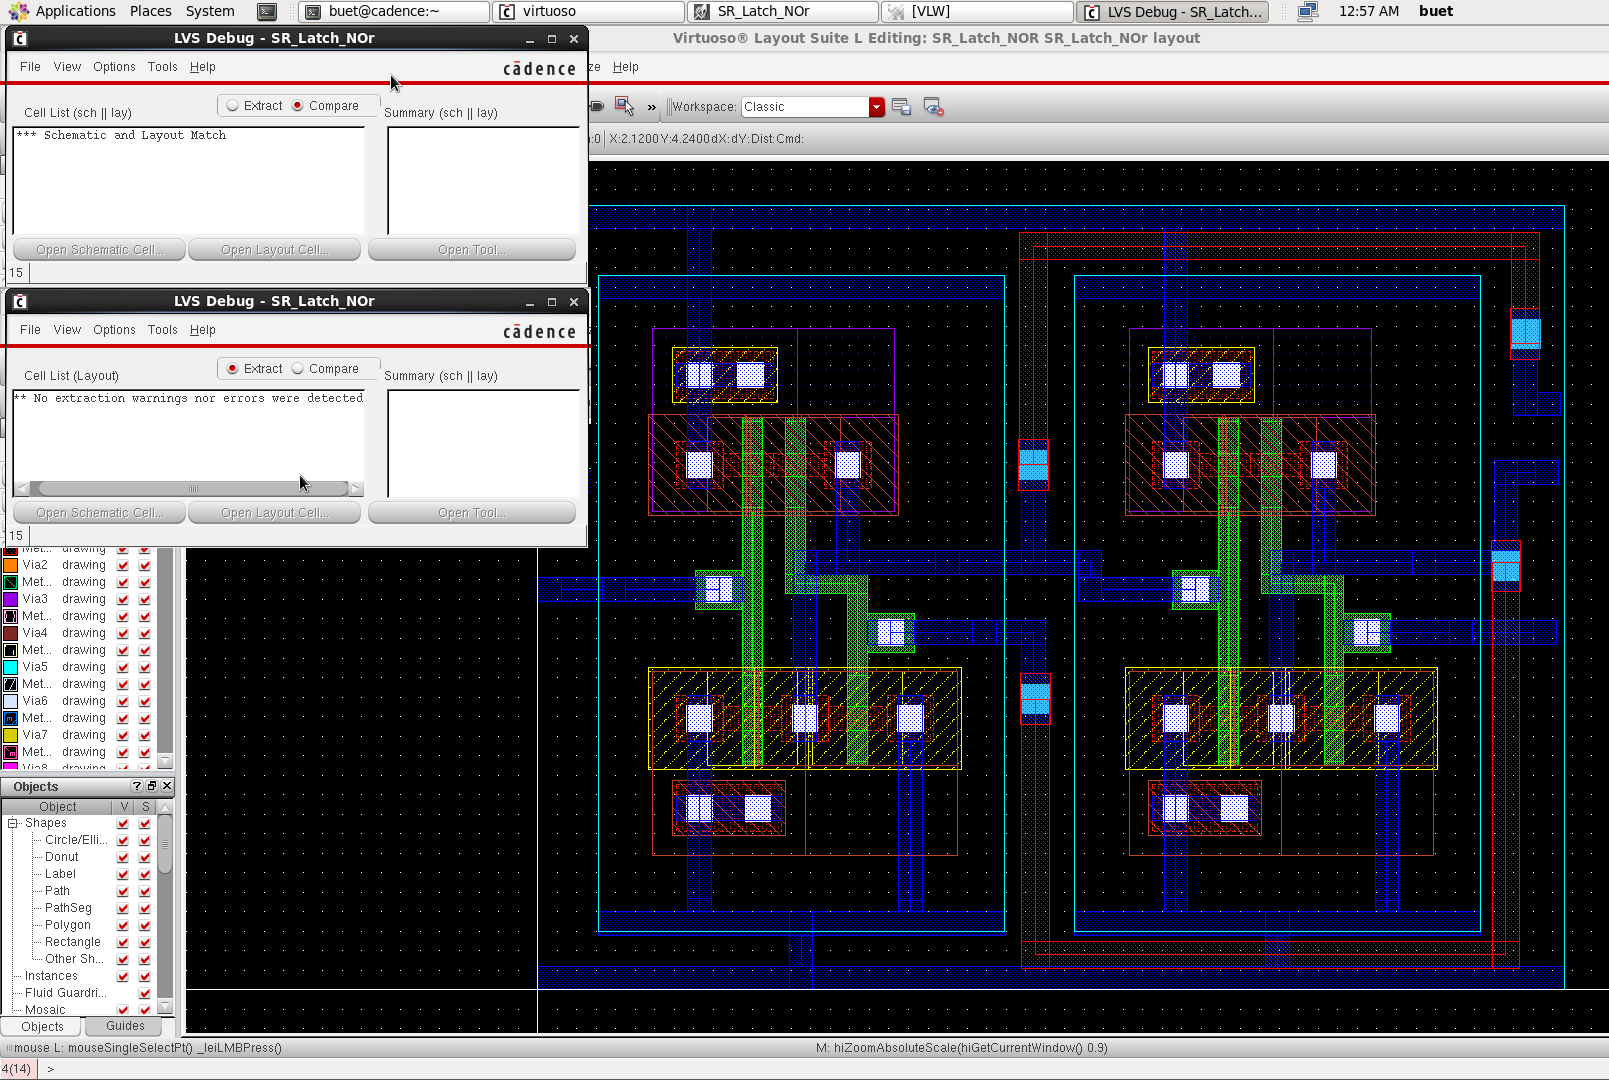 Applications Places System buet@cadence:~ virtuoso SR_Latch_NOr [VLW] LVS Debug - SR_Latch... 12:57 AM buet
LVS Debug - SR_Latch_NOr
Virtuoso® Layout Suite L Editing: SR_Latch_NOR SR_Latch_NOr layout
File View Options Tools Help cādence
ze Help
Cell List (sch || lay) Extract Compare Summary (sch || lay)
» Workspace: Classic
*** Schematic and Layout Match
:0 X:2.1200 Y:4.2400 dX: dY: Dist: Cmd:
Open Schematic Cell... Open Layout Cell... Open Tool...
15
LVS Debug - SR_Latch_NOr
File View Options Tools Help cādence
Cell List (Layout) Extract Compare Summary (sch || lay)
** No extraction warnings nor errors were detected
Open Schematic Cell... Open Layout Cell... Open Tool...
15
Met... drawing
Via2 drawing
Met... drawing
Via3 drawing
Met... drawing
Via4 drawing
Met... drawing
Via5 drawing
Met... drawing
Via6 drawing
Met... drawing
Via7 drawing
Met... drawing
Via8 drawing
Objects ?
Object V S
Shapes
Circle/Elli...
Donut
Label
Path
PathSeg
Polygon
Rectangle
Other Sh...
Instances
Fluid Guardri...
Mosaic
Objects Guides
mouse L: mouseSingleSelectPt() _leiLMBPress() M: hiZoomAbsoluteScale(hiGetCurrentWindow() 0.9)
4(14) >